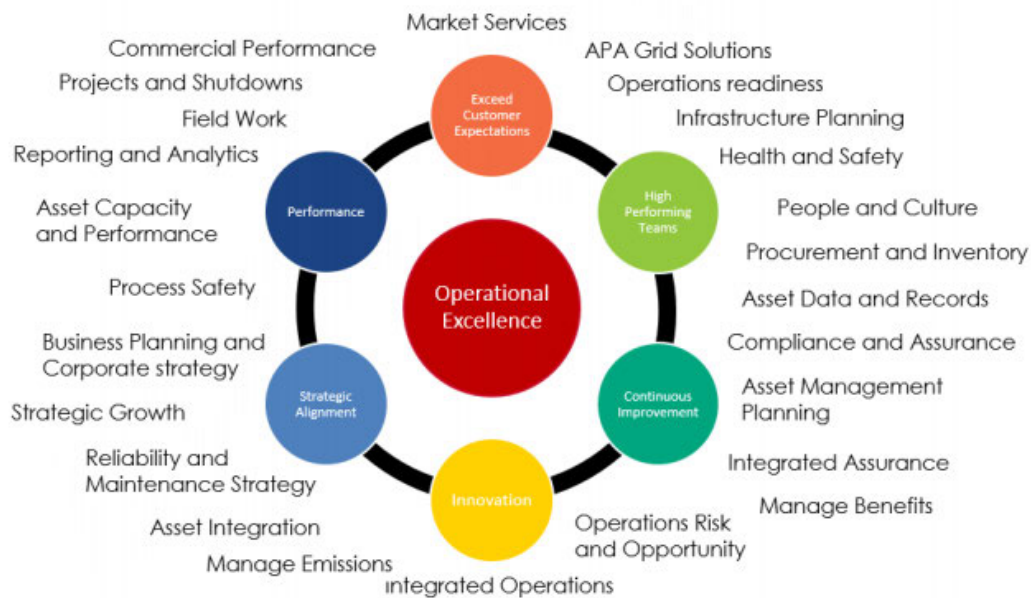 Market Services
Commercial Performance
APA Grid Solutions
Projects and Shutdowns
Operations readiness
Exceed
Customer
Expectations
Field Work
Infrastructure Planning
Reporting and Analytics
Health and Safety
Performance
High
Performing
Teams
Asset Capacity
and Performance
People and Culture
Procurement and Inventory
Process Safety
Operational
Excellence
Asset Data and Records
Business Planning and
Corporate strategy
Compliance and Assurance
Strategic
Alignment
Continuous
Improvement
Asset Management
Planning
Strategic Growth
Reliability and
Maintenance Strategy
Integrated Assurance
Innovation
Manage Benefits
Asset Integration
Operations Risk
and Opportunity
Manage Emissions
Integrated Operations